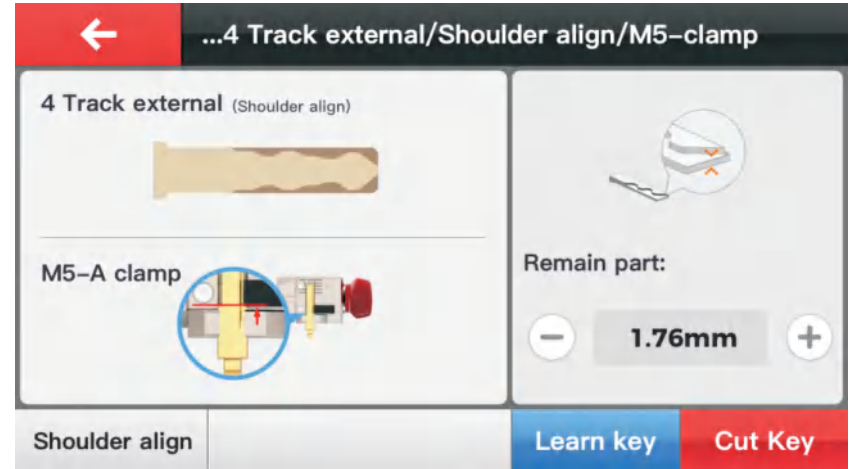 ...4 Track external/Shoulder align/M5-clamp
4 Track external (Shoulder align)
M5-A clamp
Remain part:
− 1.76mm +
Shoulder align
Learn key
Cut Key